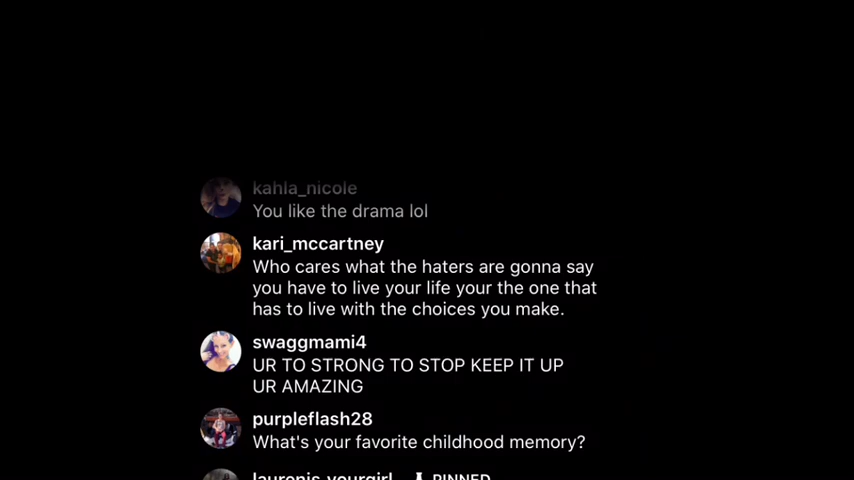 kahla_nicole
You like the drama lol
kari_mccartney
Who cares what the haters are gonna say
you have to live your life your the one that
has to live with the choices you make.
swaggmami4
UR TO STRONG TO STOP KEEP IT UP
UR AMAZING
purpleflash28
What's your favorite childhood memory?
laurenis_yourgirl PINNED